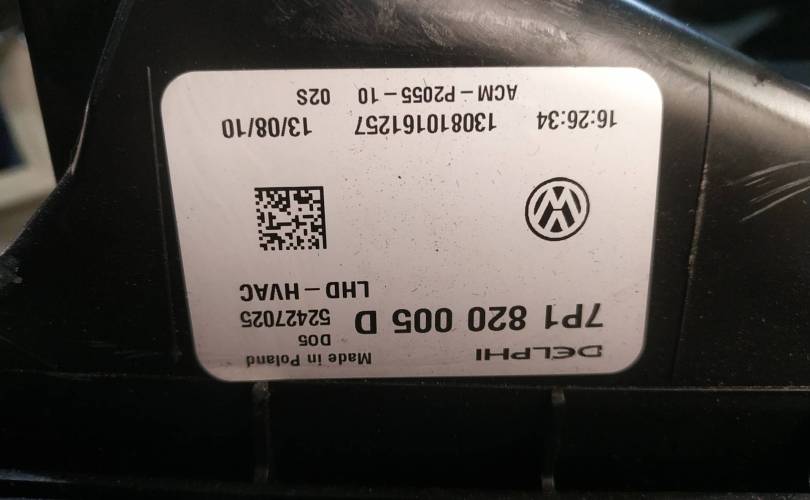 DELPHI Made in Poland
D05
7P1 820 005 D 52427025
LHD – HVAC
16:26:34 130810161257 13/08/10
ACM – P2055 – 10 02S